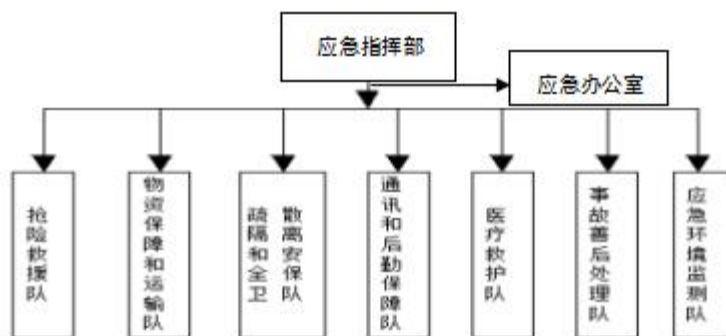 应急指挥部
应急办公室
抢险救援队
物资保障和运输队
疏散隔离和安全保卫队
通讯和后勤保障队
医疗救护队
事故善后处理队
应急环境监测队